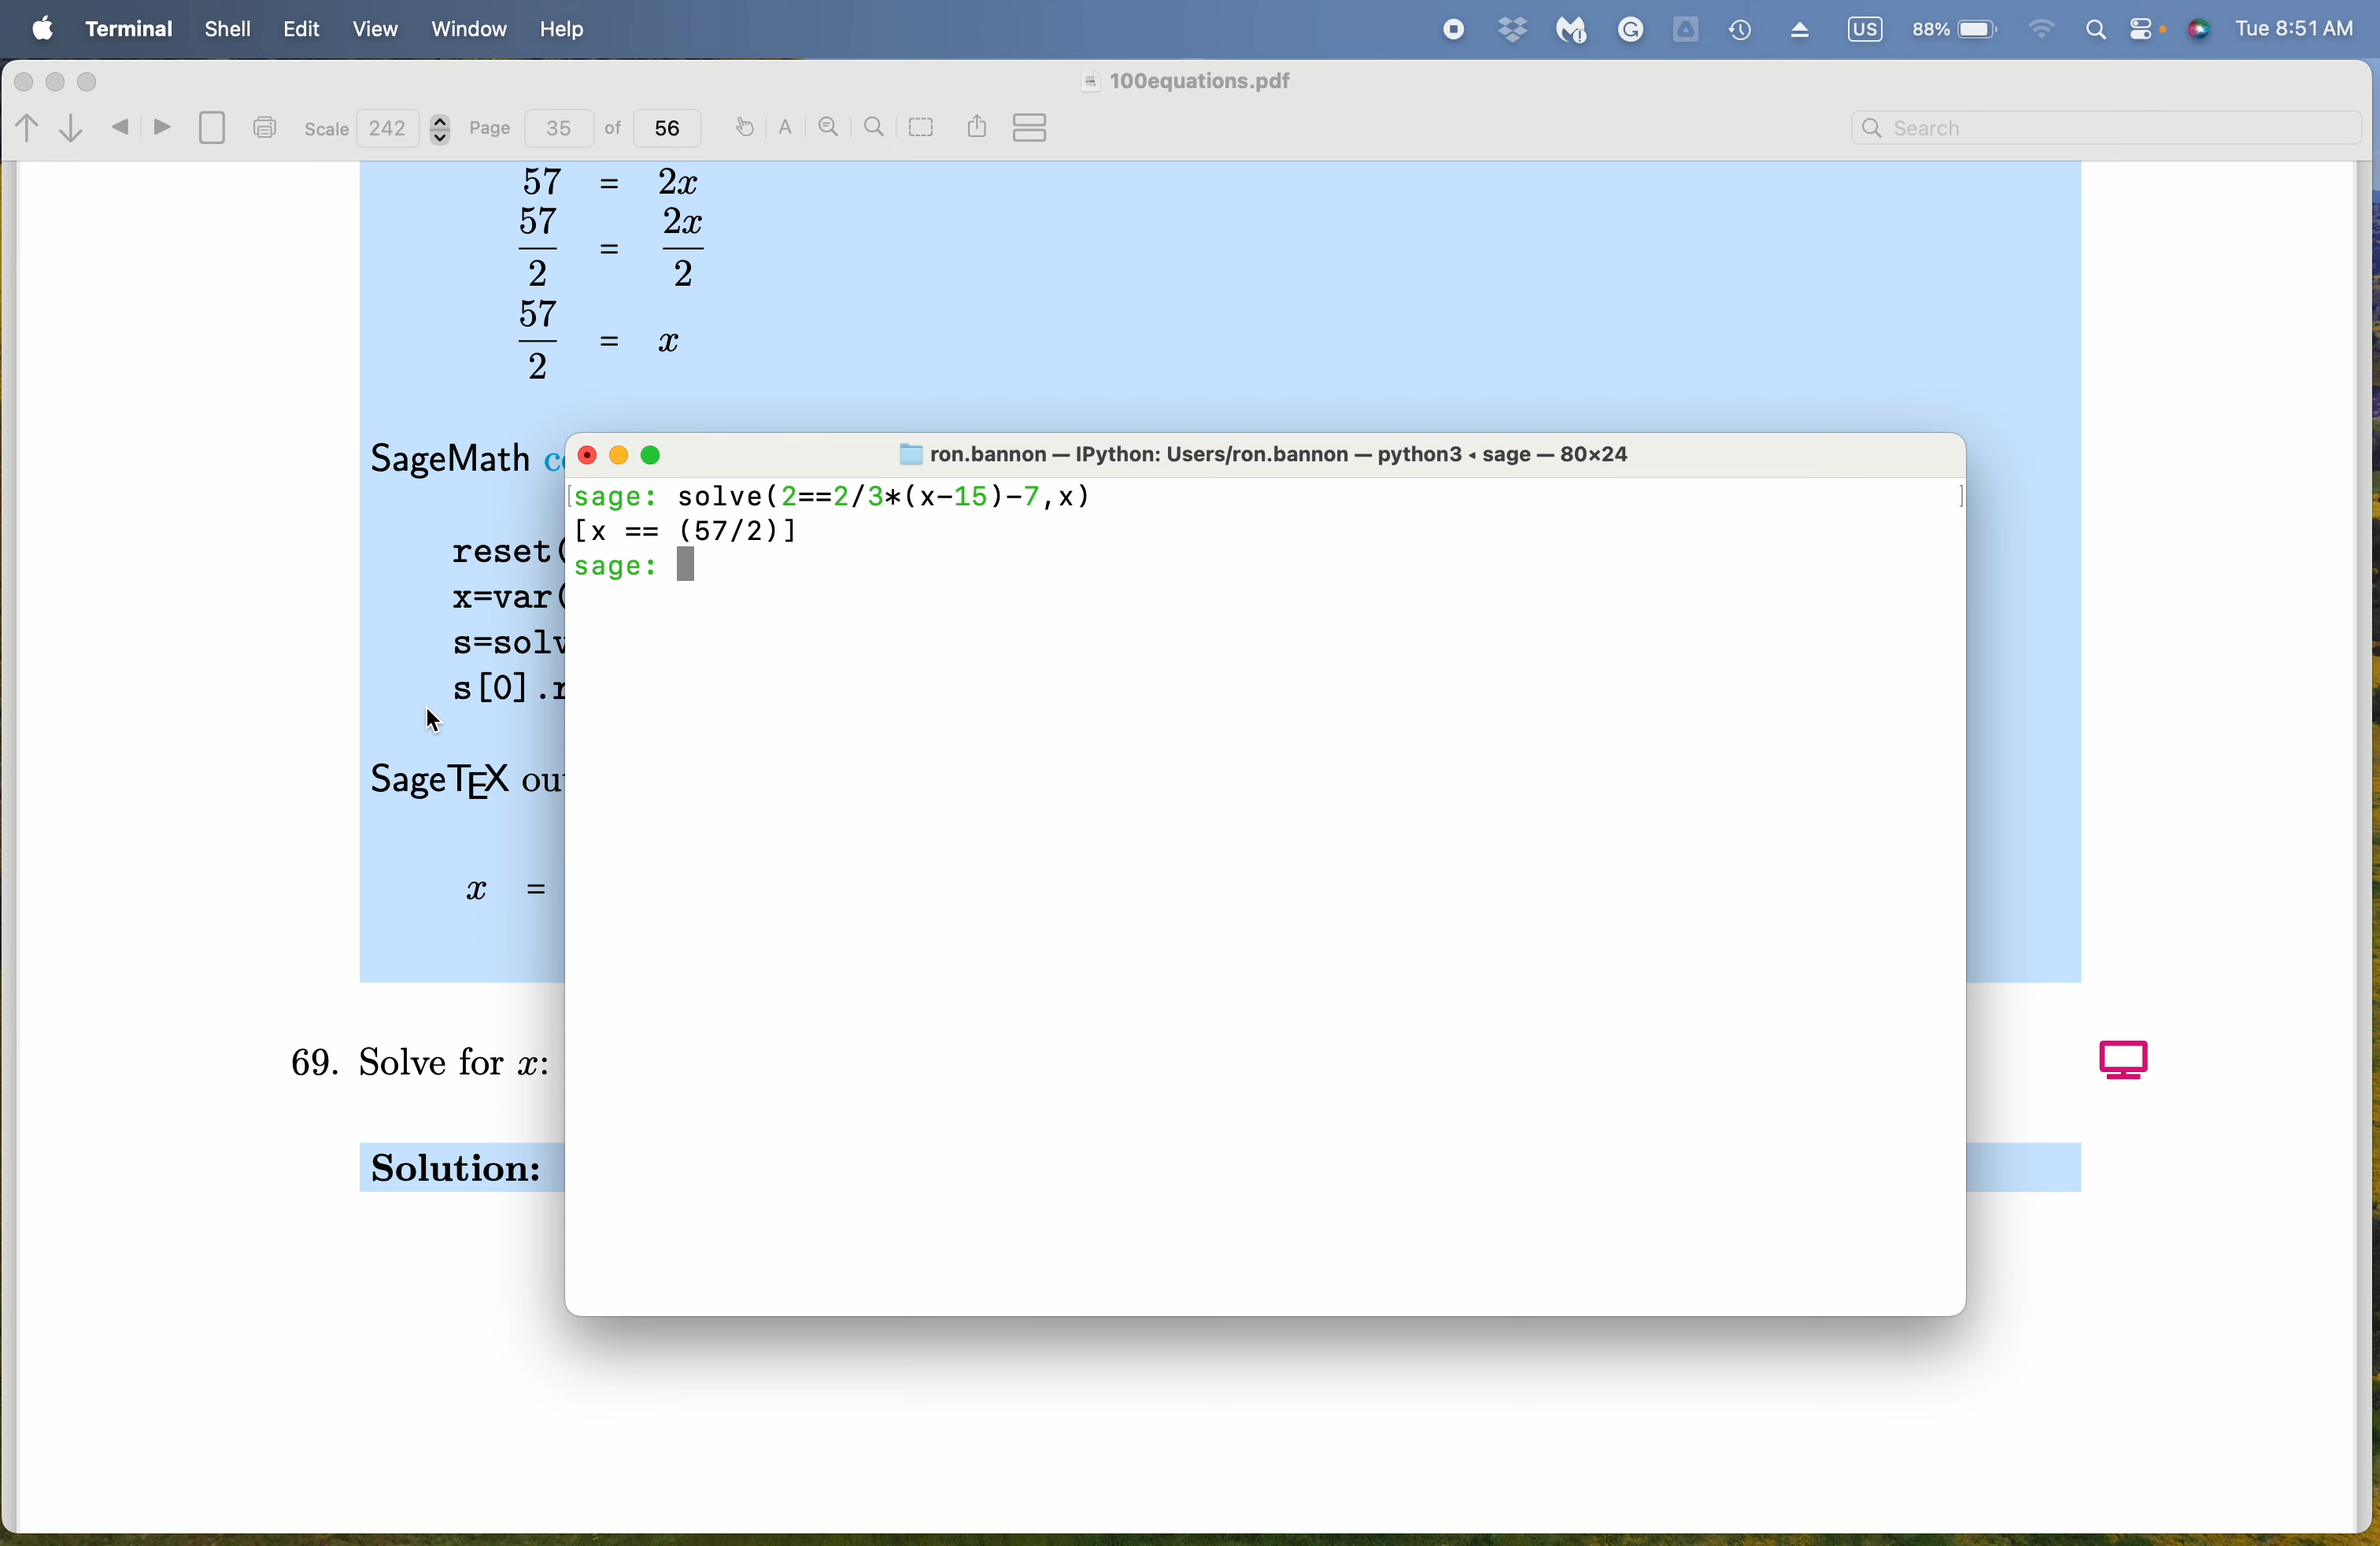 Terminal Shell Edit View Window Help US 88% Tue 8:51 AM
100equations.pdf
Scale 242 Page 35 of 56 A Search
57 = 2x
57/2 = 2x/2
57/2 = x
SageMath
ron.bannon — IPython: Users/ron.bannon — python3 ◂ sage — 80×24
[sage: solve(2==2/3*(x-15)-7,x) ]
[x == (57/2)]
sage:
reset(
x=var(
s=solv
s[0].r
SageTEX
x =
69. Solve for x:
Solution: